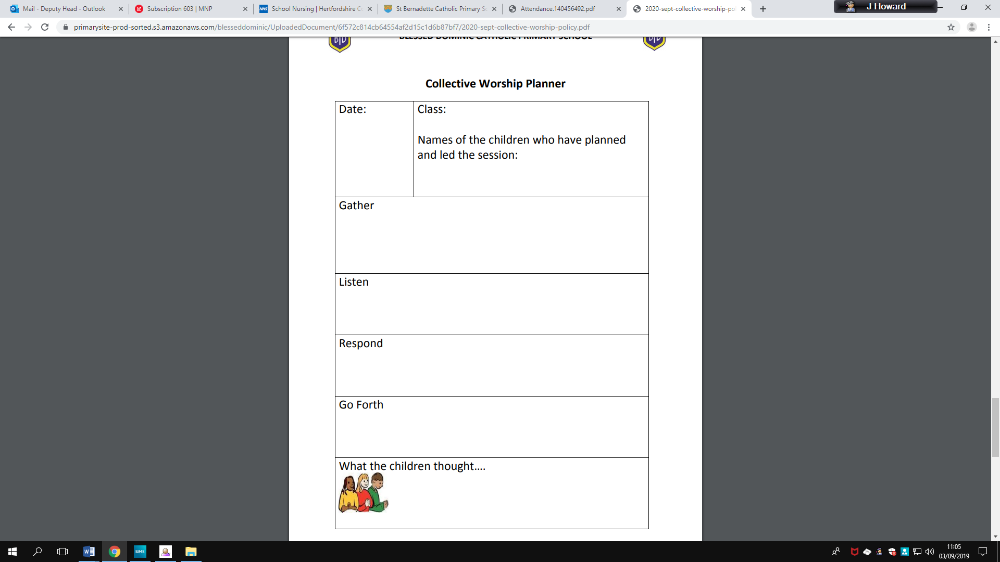 Mail - Deputy Head - Outlook
Subscription 603 | MNP
NHS
School Nursing | Hertfordshire C
St Bernadette Catholic Primary Sc
Attendance.140456492.pdf
2020-sept-collective-worship-po
J Howard
primarysite-prod-sorted.s3.amazonaws.com/blesseddominic/UploadedDocument/6f572c814cb64554af2d15c1d6b87bf7/2020-sept-collective-worship-policy.pdf
BLESSED DOMINIC CATHOLIC PRIMARY SCHOOL
Collective Worship Planner
Date:
Class:
Names of the children who have planned
and led the session:
Gather
Listen
Respond
Go Forth
What the children thought....
SIMS
11:05
03/09/2019